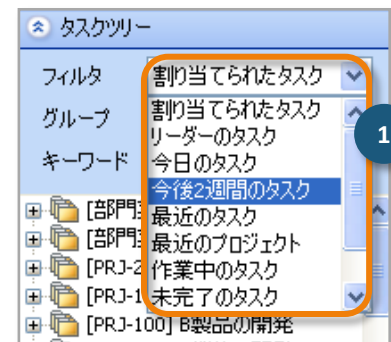 タスクツリー
フィルタ 割り当てられたタスク
グループ
キーワード
割り当てられたタスク
リーダーのタスク
今日のタスク
今後2週間のタスク
最近のタスク
最近のプロジェクト
作業中のタスク
未完了のタスク
1
[部門
[部門
[PRJ-2
[PRJ-1
[PRJ-100] B製品の開発